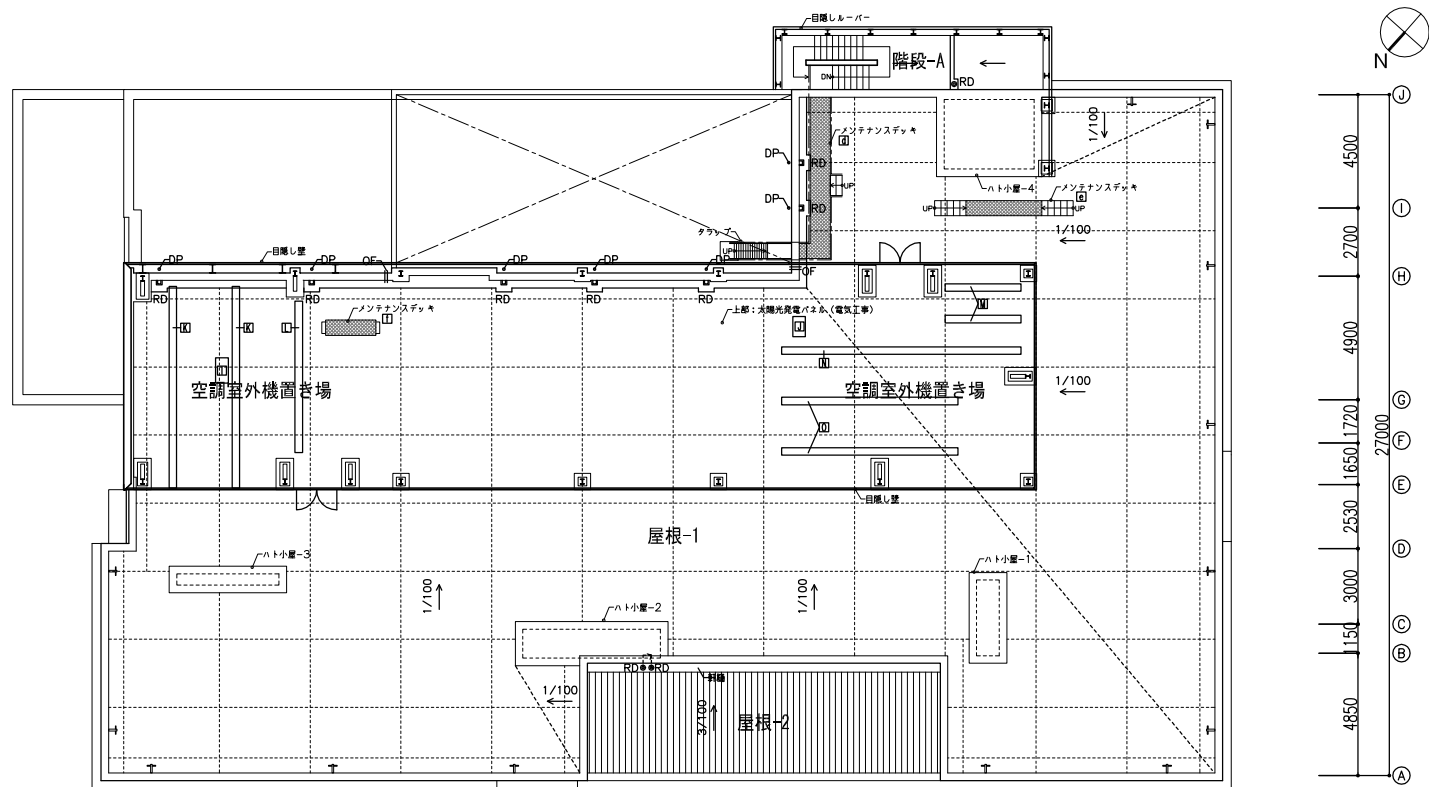 目隠しルーバー
N
階段-A
DN
RD
J
1/100
メンテナンスデッキ
d
4500
DP
RD
UP
ハト小屋-4
メンテナンスデッキ
e
DP
RD
UP
UP
I
1/100
タラップ
UP
2700
目隠し壁
DP
DP
OF
DP
DP
DP
OF
H
RD
RD
RD
RD
RD
メンテナンスデッキ
f
上部：太陽光発電パネル（電気工事）
J
M
K
K
L
4900
I
N
空調室外機置き場
空調室外機置き場
1/100
G
O
1720
27000
F
1650
E
目隠し壁
2530
屋根-1
D
ハト小屋-3
ハト小屋-1
1/100
1/100
3000
ハト小屋-2
C
1150
B
RD
RD
1/100
3/100
屋根-2
4850
A